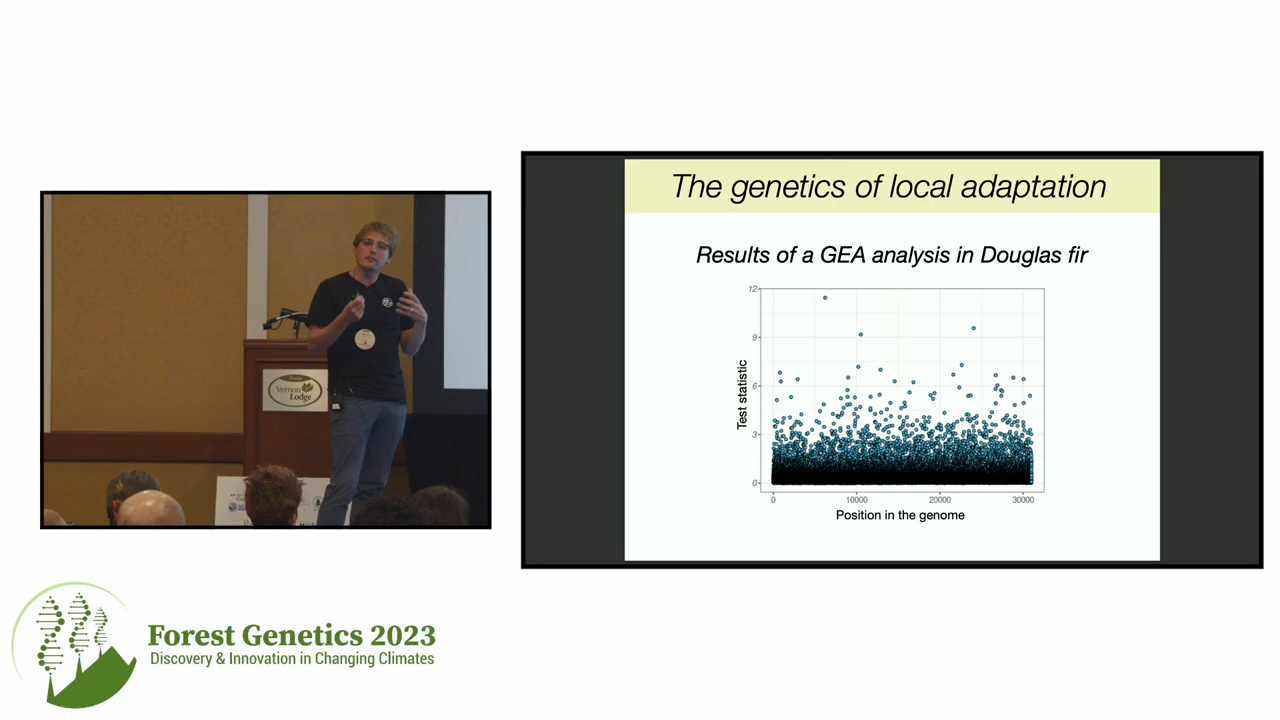 The genetics of local adaptation
Results of a GEA analysis in Douglas fir
12
9
6
3
0
Test statistic
0
10000
20000
30000
Position in the genome
Vernon
Lodge
Forest Genetics 2023
Discovery & Innovation in Changing Climates